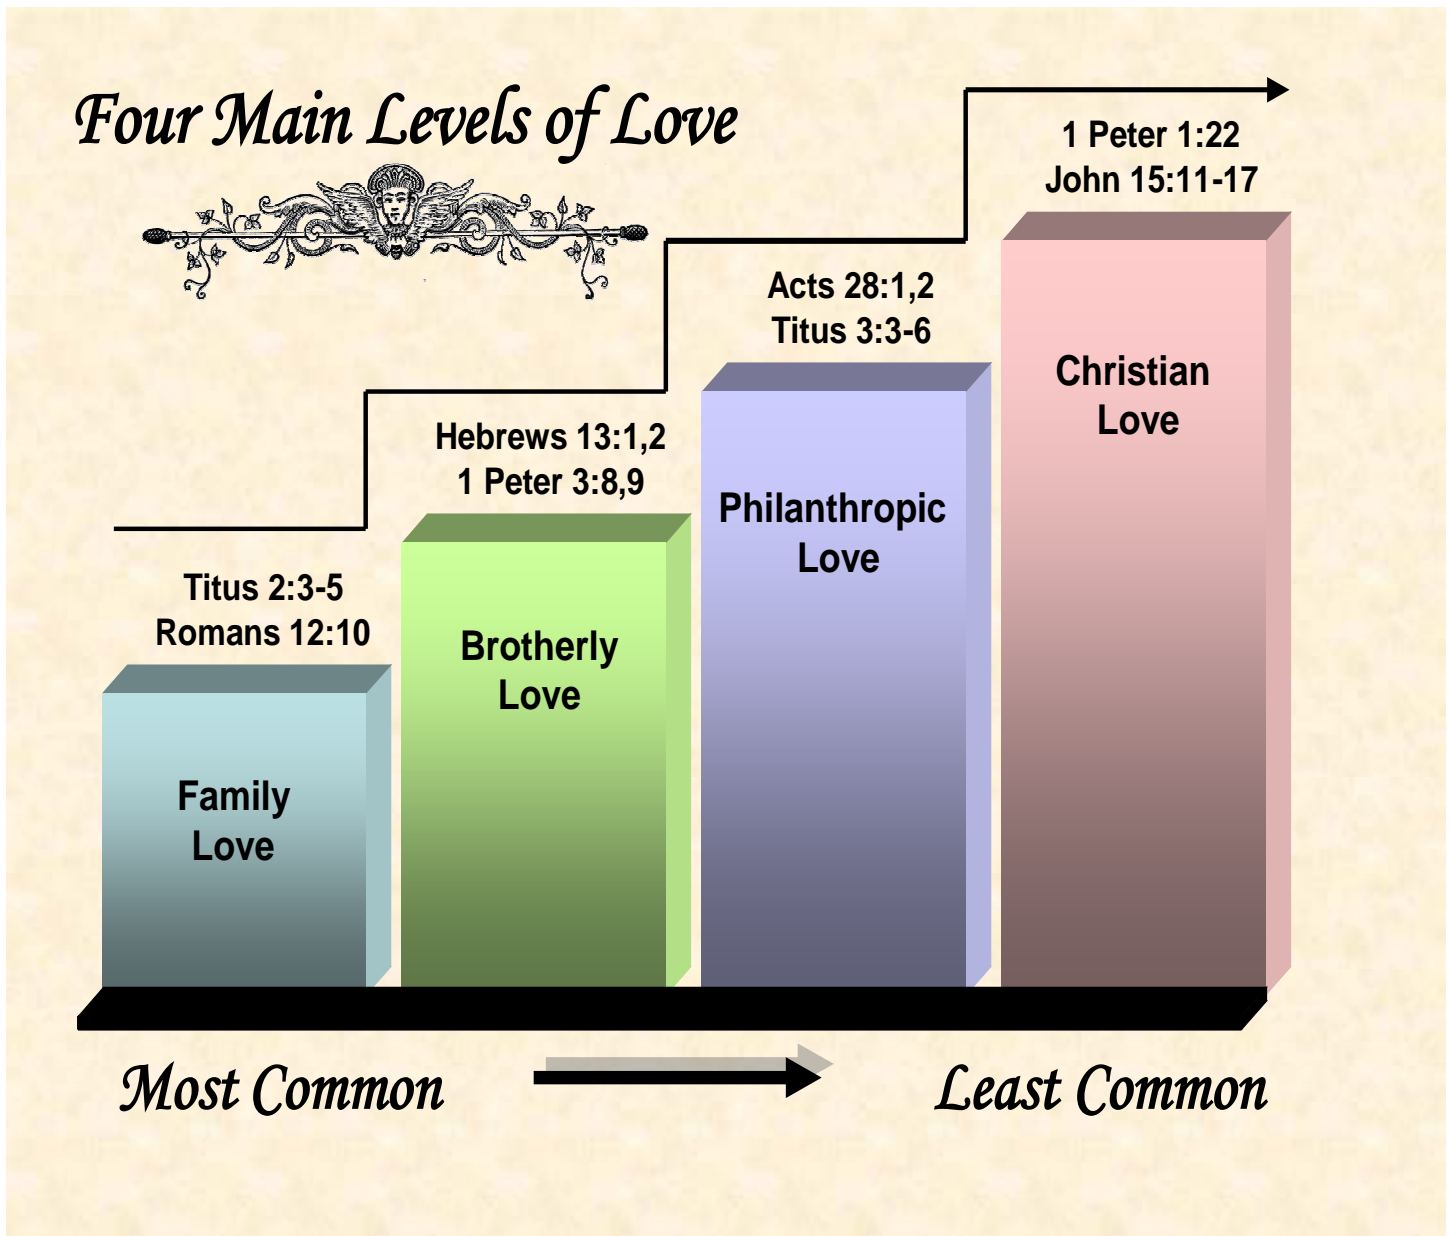 Four Main Levels of Love
1 Peter 1:22
John 15:11-17
Acts 28:1,2
Titus 3:3-6
Hebrews 13:1,2
1 Peter 3:8,9
Titus 2:3-5
Romans 12:10
Family
Love
Brotherly
Love
Philanthropic
Love
Christian
Love
Most Common
Least Common